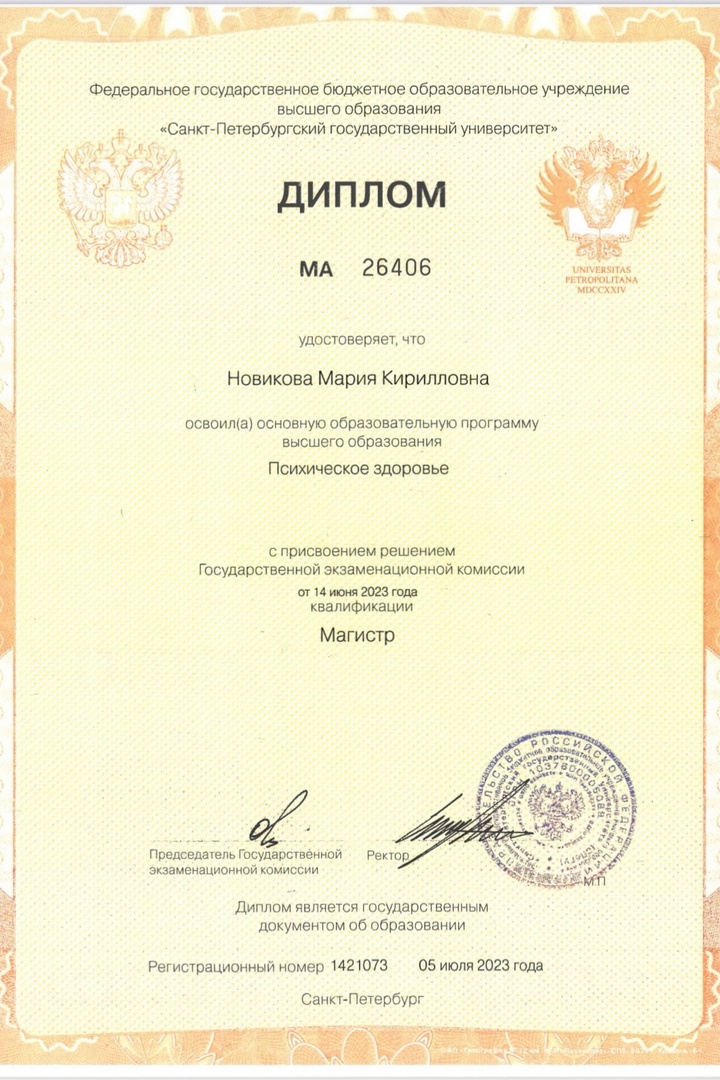 Федеральное государственное бюджетное образовательное учреждение
высшего образования
«Санкт-Петербургский государственный университет»
ДИПЛОМ
МА 26406
UNIVERSITAS
PETROPOLITANA
MDCCXXIV
удостоверяет, что
Новикова Мария Кирилловна
освоил(а) основную образовательную программу
высшего образования
Психическое здоровье
с присвоением решением
Государственной экзаменационной комиссии
от 14 июня 2023 года
квалификации
Магистр
Председатель Государственной
экзаменационной комиссии
Ректор
М.П.
Диплом является государственным
документом об образовании
Регистрационный номер 1421073 05 июля 2023 года
Санкт-Петербург